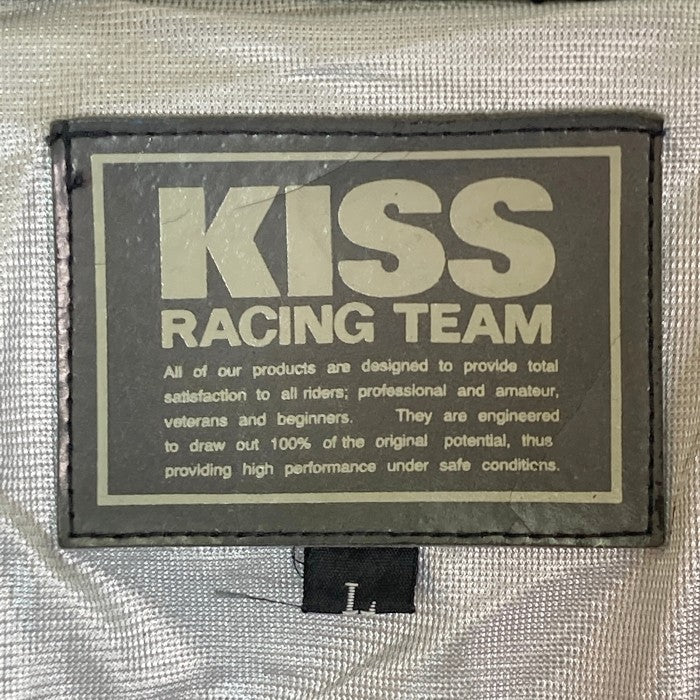 KISS
RACING TEAM
All of our products are designed to provide total
satisfaction to all riders; professional and amateur,
veterans and beginners. They are engineered
to draw out 100% of the original potential, thus
providing high performance under safe conditions.
L